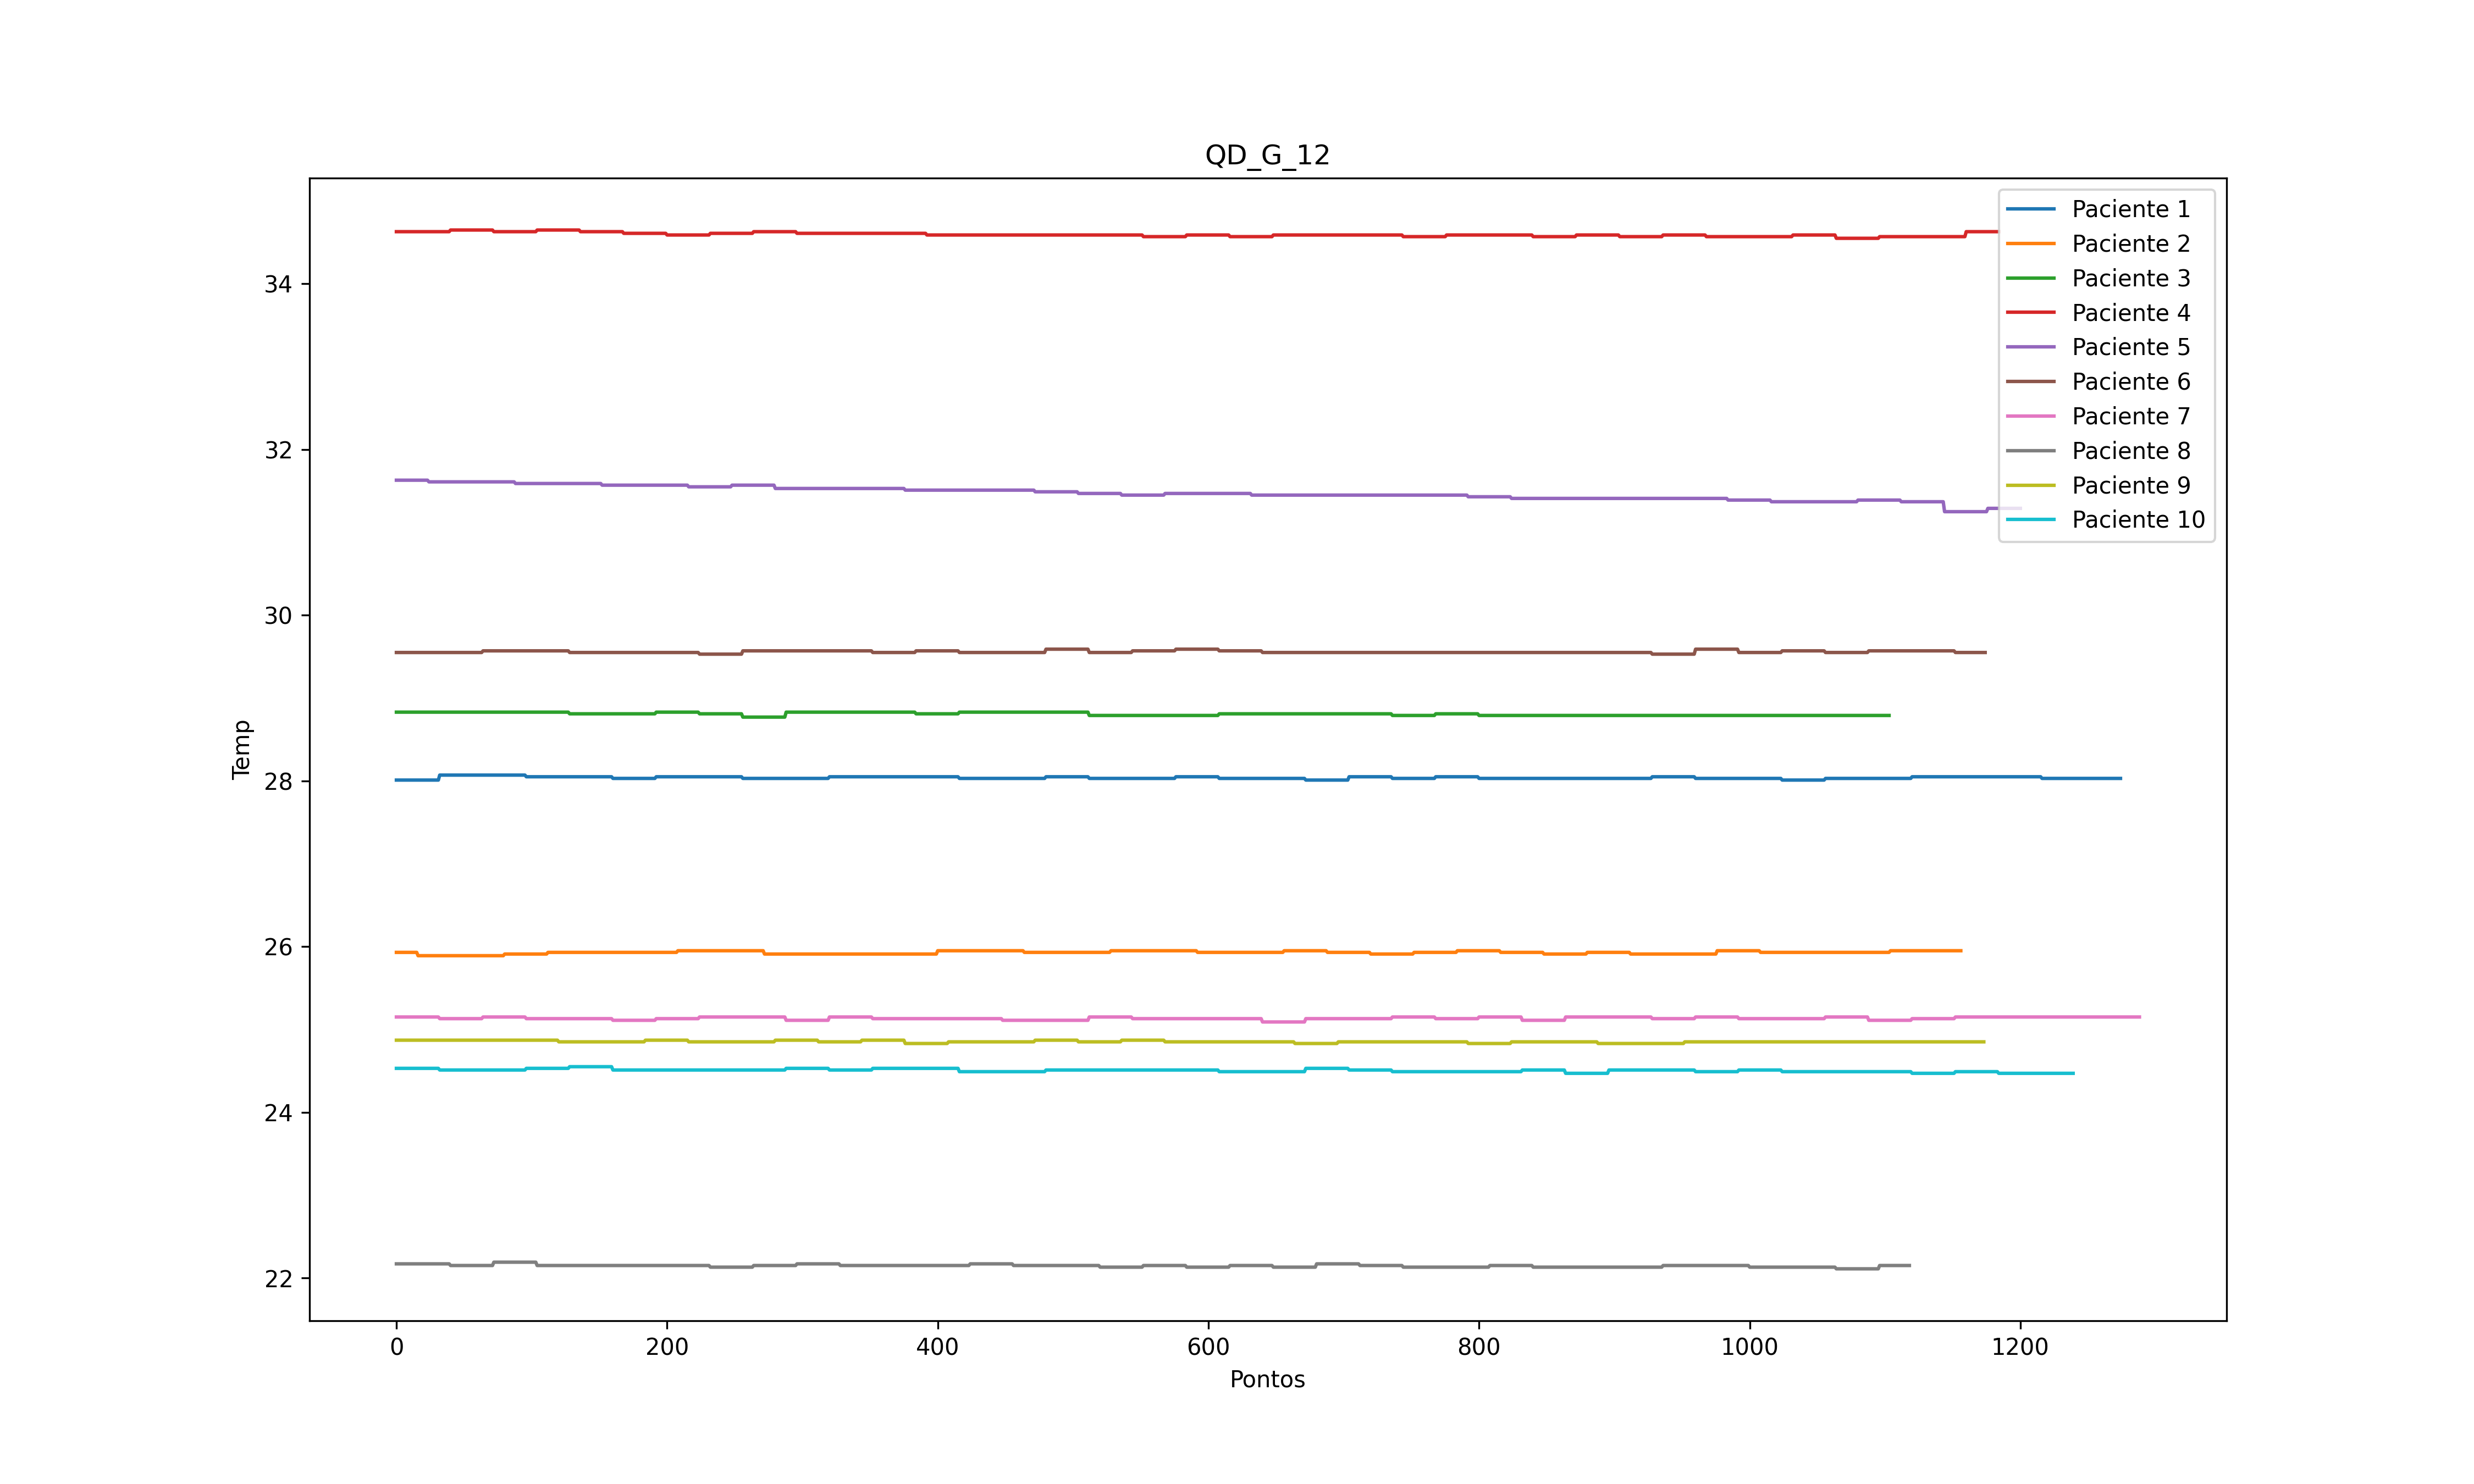 QD_G_12
Paciente 1
Paciente 2
Paciente 3
Paciente 4
Paciente 5
Paciente 6
Paciente 7
Paciente 8
Paciente 9
Paciente 10
Temp
34
32
30
28
26
24
22
0 200 400 600 800 1000 1200
Pontos